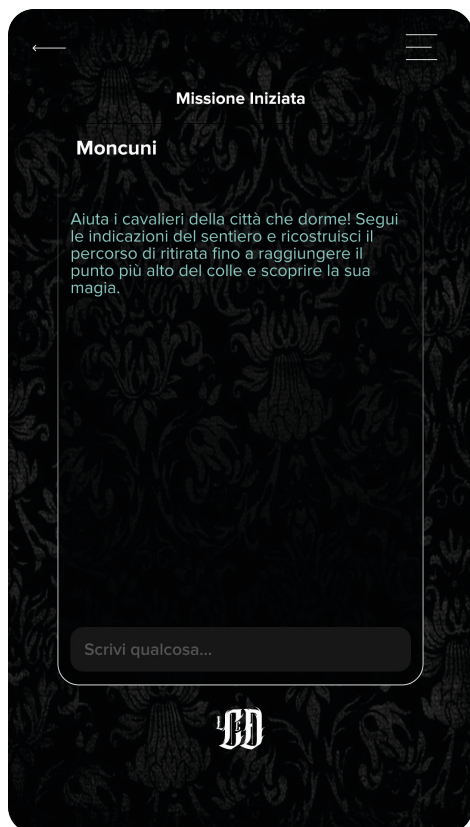 Missione Iniziata
Moncuni
Aiuta i cavalieri della città che dorme! Segui
le indicazioni del sentiero e ricostruisci il
percorso di ritirata fino a raggiungere il
punto più alto del colle e scoprire la sua
magia.
Scrivi qualcosa...